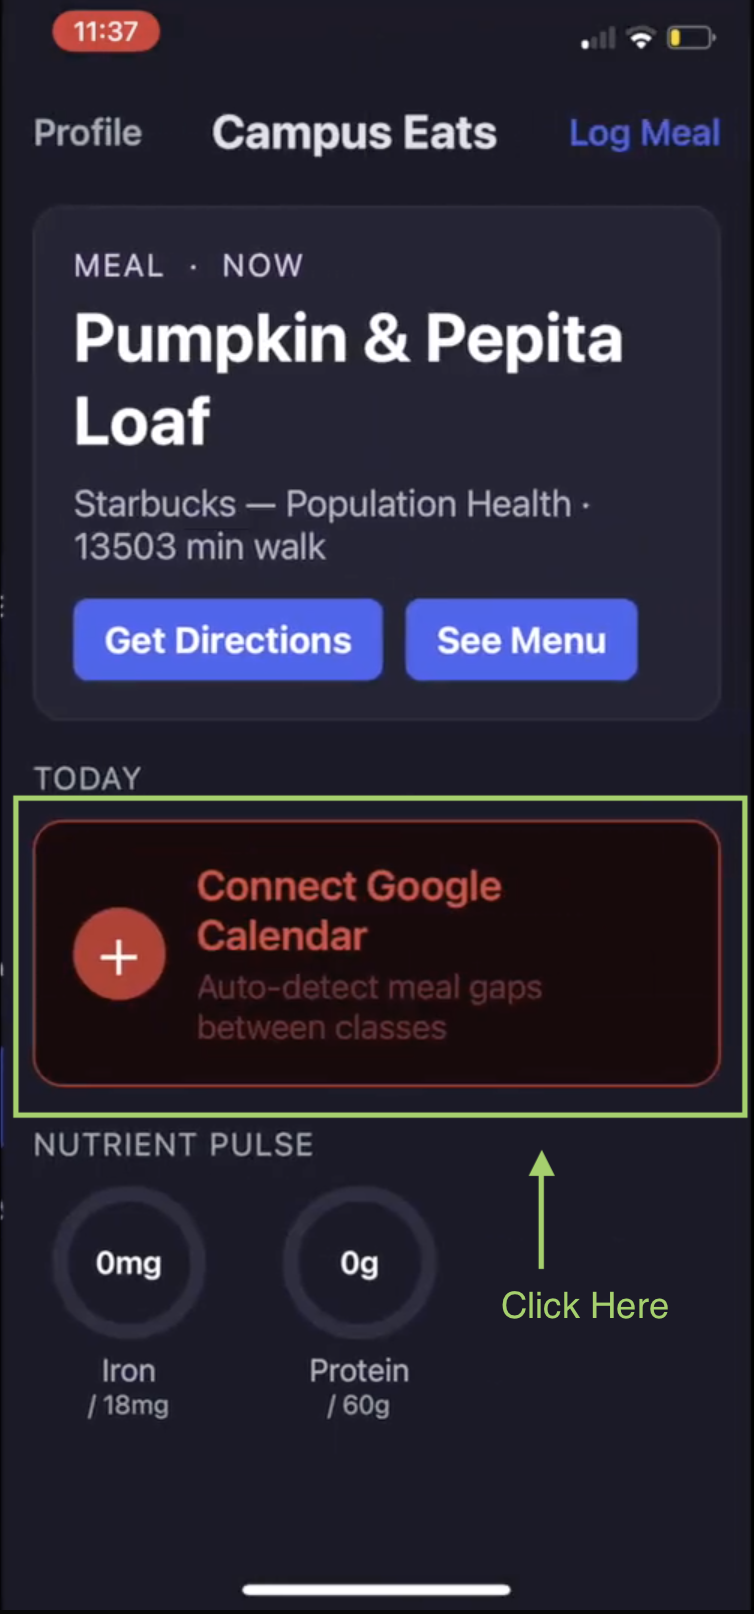 11:37
Profile
Campus Eats
Log Meal
MEAL · NOW
Pumpkin & Pepita
Loaf
Starbucks — Population Health ·
13503 min walk
Get Directions
See Menu
TODAY
Connect Google
Calendar
Auto-detect meal gaps
between classes
NUTRIENT PULSE
0mg
0g
Click Here
Iron
/ 18mg
Protein
/ 60g